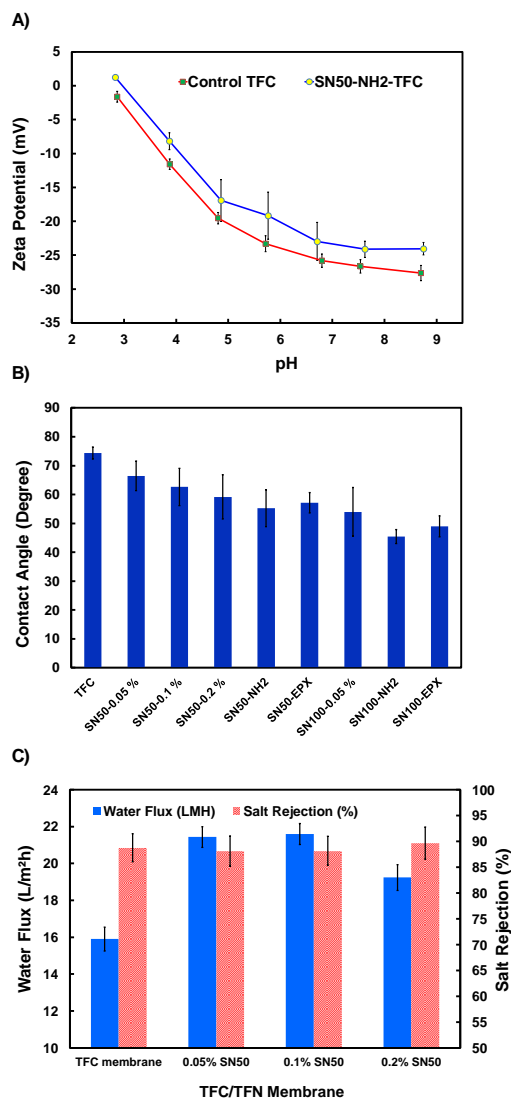 A)
25
20
15
10
5
0
-5
-10
-15
-20
-25
-30
-35
Zeta Potential (mV)
Control TFC
SN50-NH2-TFC
2 3 4 5 6 7 8 9
pH
B)
90
80
70
60
50
40
30
20
10
0
Contact Angle (Degree)
TFC
SN50-0.05 %
SN50-0.1 %
SN50-0.2 %
SN50-NH2
SN50-EPX
SN100-0.05 %
SN100-NH2
SN100-EPX
C)
24
22
20
18
16
14
12
10
Water Flux (L/m²h)
Water Flux (LMH)
Salt Rejection (%)
100
95
90
85
80
75
70
65
60
55
50
Salt Rejection (%)
TFC membrane
0.05% SN50
0.1% SN50
0.2% SN50
TFC/TFN Membrane